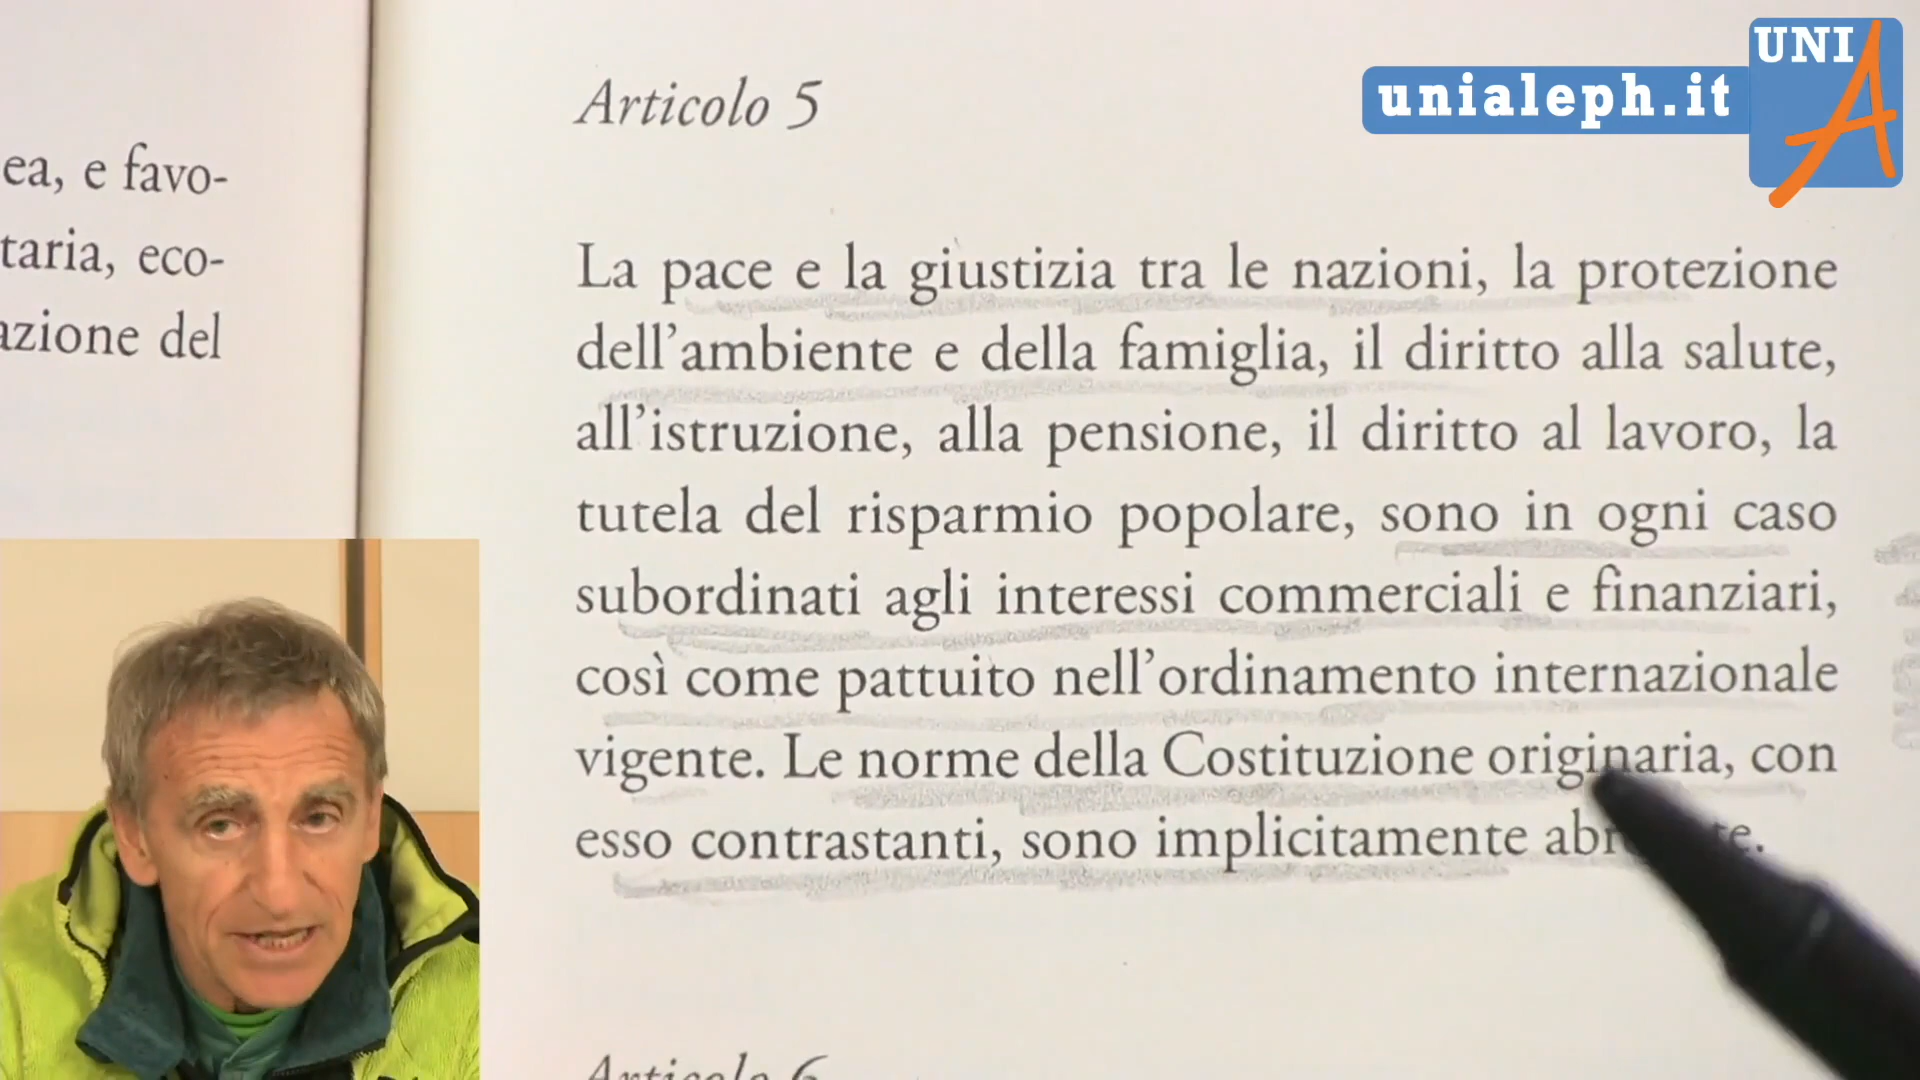 UNI
unialeph.it
Articolo 5
ea, e favo-
taria, eco-
azione del
La pace e la giustizia tra le nazioni, la protezione
dell'ambiente e della famiglia, il diritto alla salute,
all'istruzione, alla pensione, il diritto al lavoro, la
tutela del risparmio popolare, sono in ogni caso
subordinati agli interessi commerciali e finanziari,
così come pattuito nell'ordinamento internazionale
vigente. Le norme della Costituzione originaria, con
esso contrastanti, sono implicitamente
Articolo 6